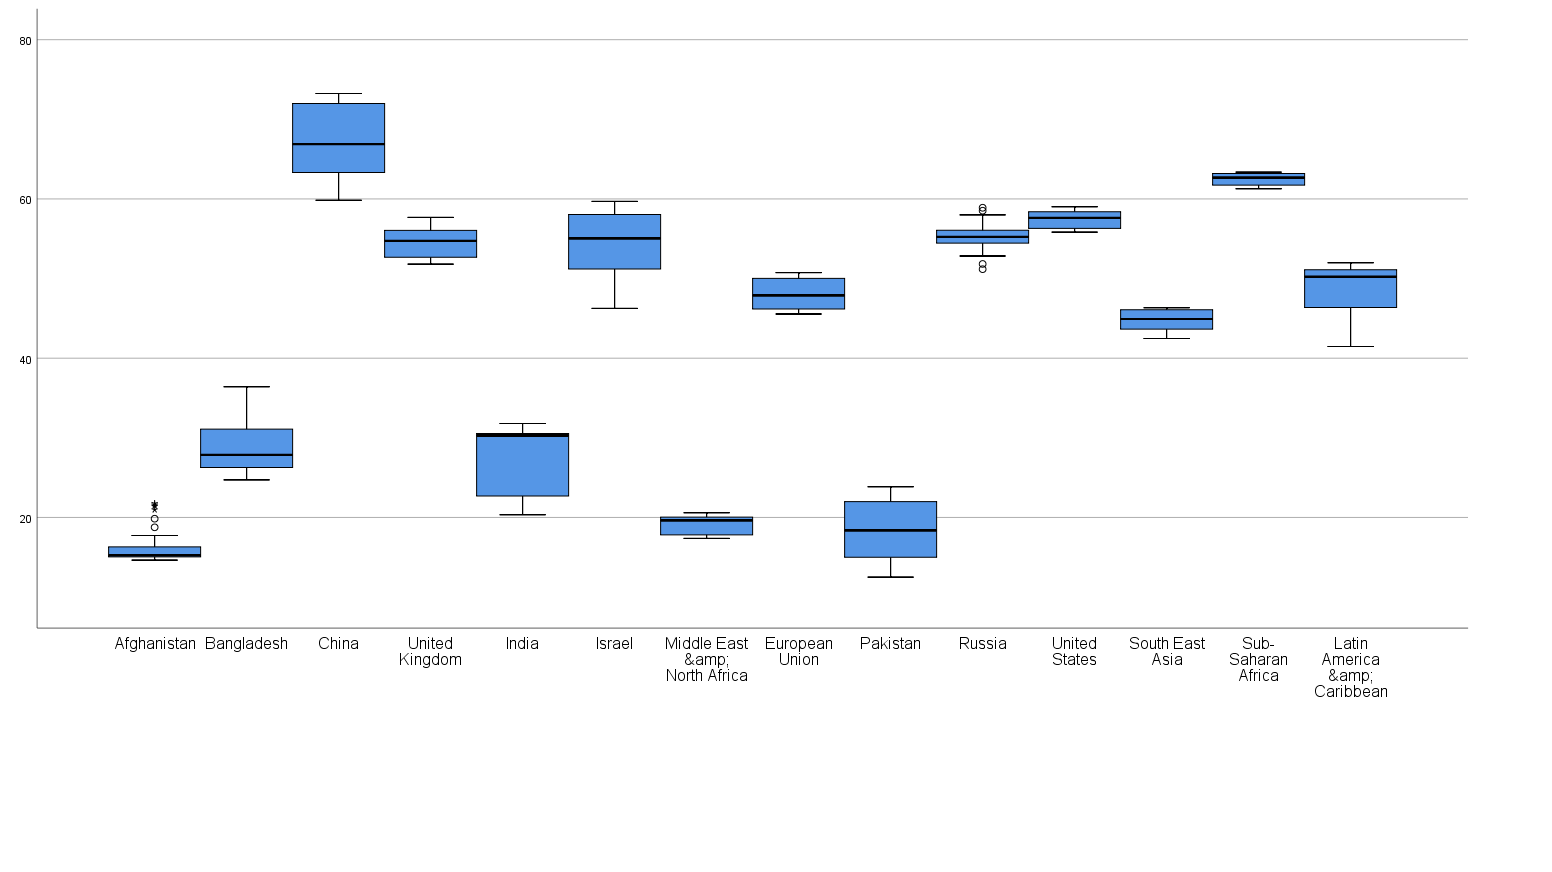 80
60
40
20
Afghanistan
Bangladesh
China
United
Kingdom
India
Israel
Middle East
&amp;
North Africa
European
Union
Pakistan
Russia
United
States
South East
Asia
Sub-
Saharan
Africa
Latin
America
&amp;
Caribbean